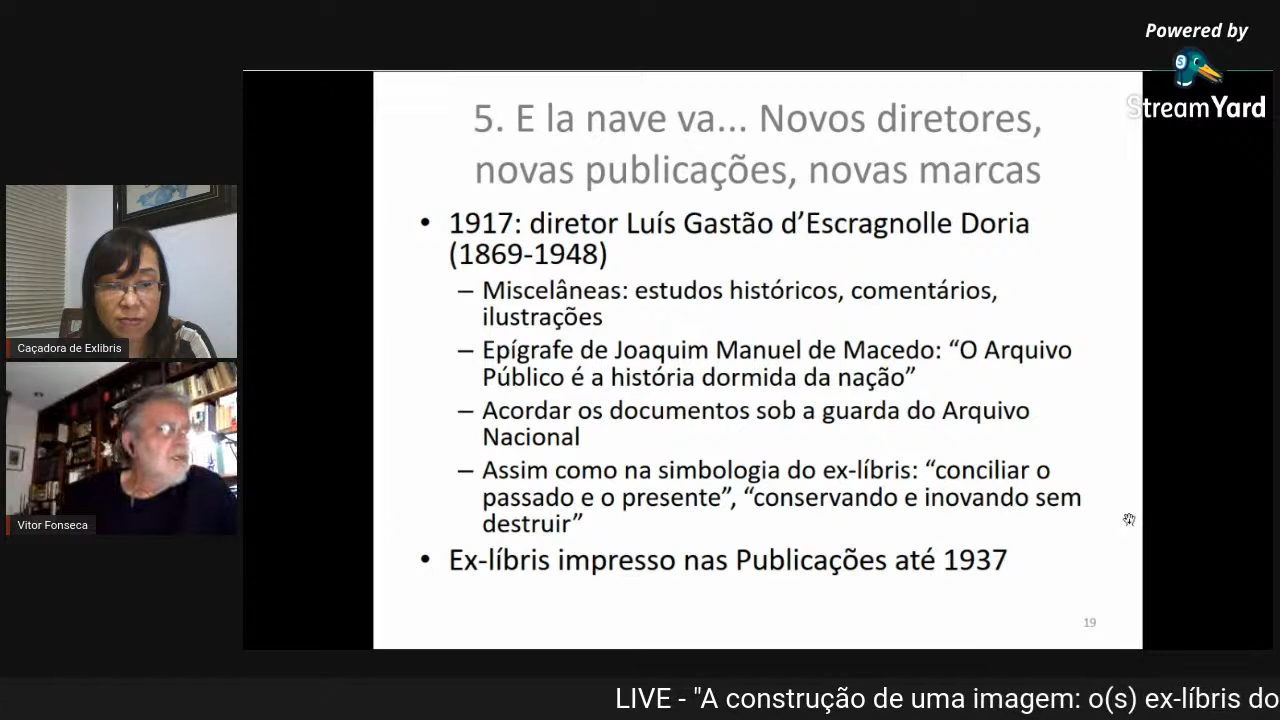 Powered by
StreamYard
5. E la nave va... Novos diretores,
novas publicações, novas marcas
• 1917: diretor Luís Gastão d’Escragnolle Doria
(1869-1948)
– Miscelâneas: estudos históricos, comentários,
ilustrações
– Epígrafe de Joaquim Manuel de Macedo: “O Arquivo
Público é a história dormida da nação”
– Acordar os documentos sob a guarda do Arquivo
Nacional
– Assim como na simbologia do ex-líbris: “conciliar o
passado e o presente”, “conservando e inovando sem
destruir”
• Ex-líbris impresso nas Publicações até 1937
19
Caçadora de Exlibris
Vitor Fonseca
LIVE - "A construção de uma imagem: o(s) ex-líbris do